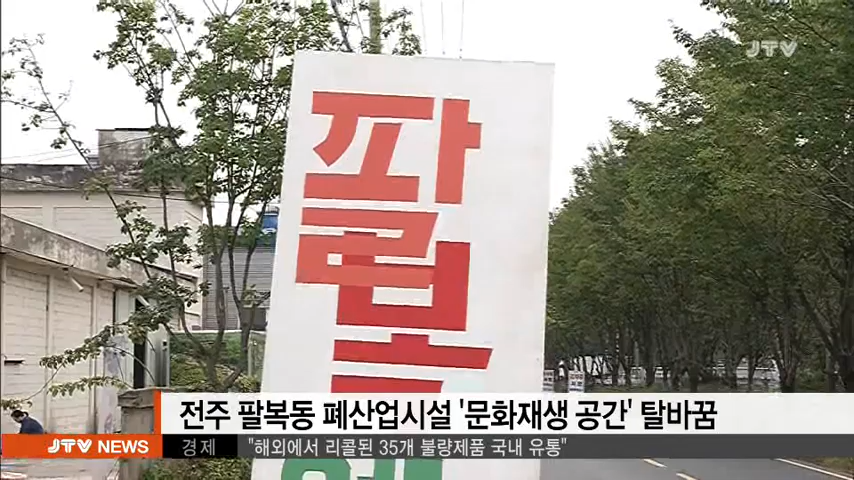 JTV
파
럽
전주 팔복동 폐산업시설 '문화재생 공간' 탈바꿈
JTV NEWS
경제
"해외에서 리콜된 35개 불량제품 국내 유통"